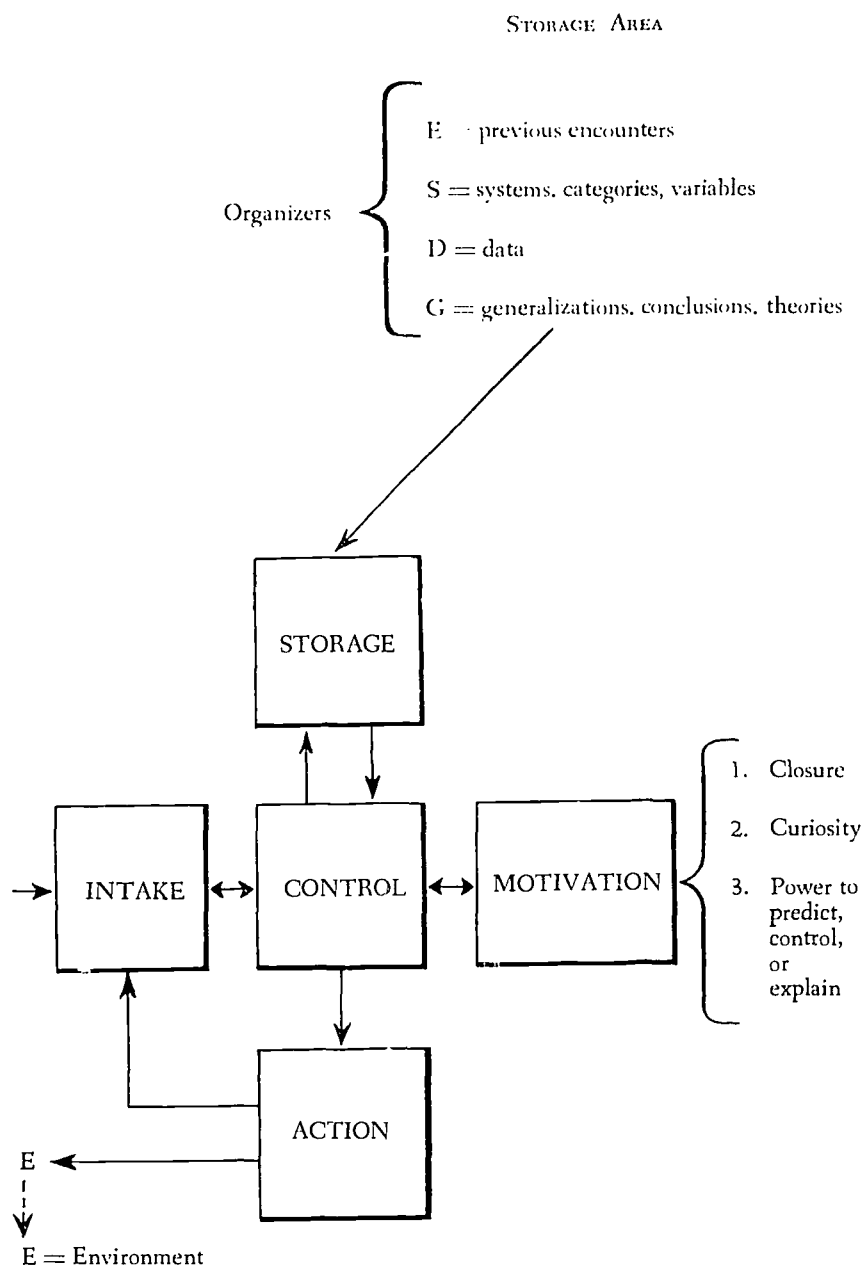 STORAGE AREA
Organizers
E - previous encounters
S = systems. categories, variables
D = data
G = generalizations. conclusions. theories
STORAGE
INTAKE
CONTROL
MOTIVATION
1. Closure
2. Curiosity
3. Power to
predict,
control,
or
explain
ACTION
E
E = Environment